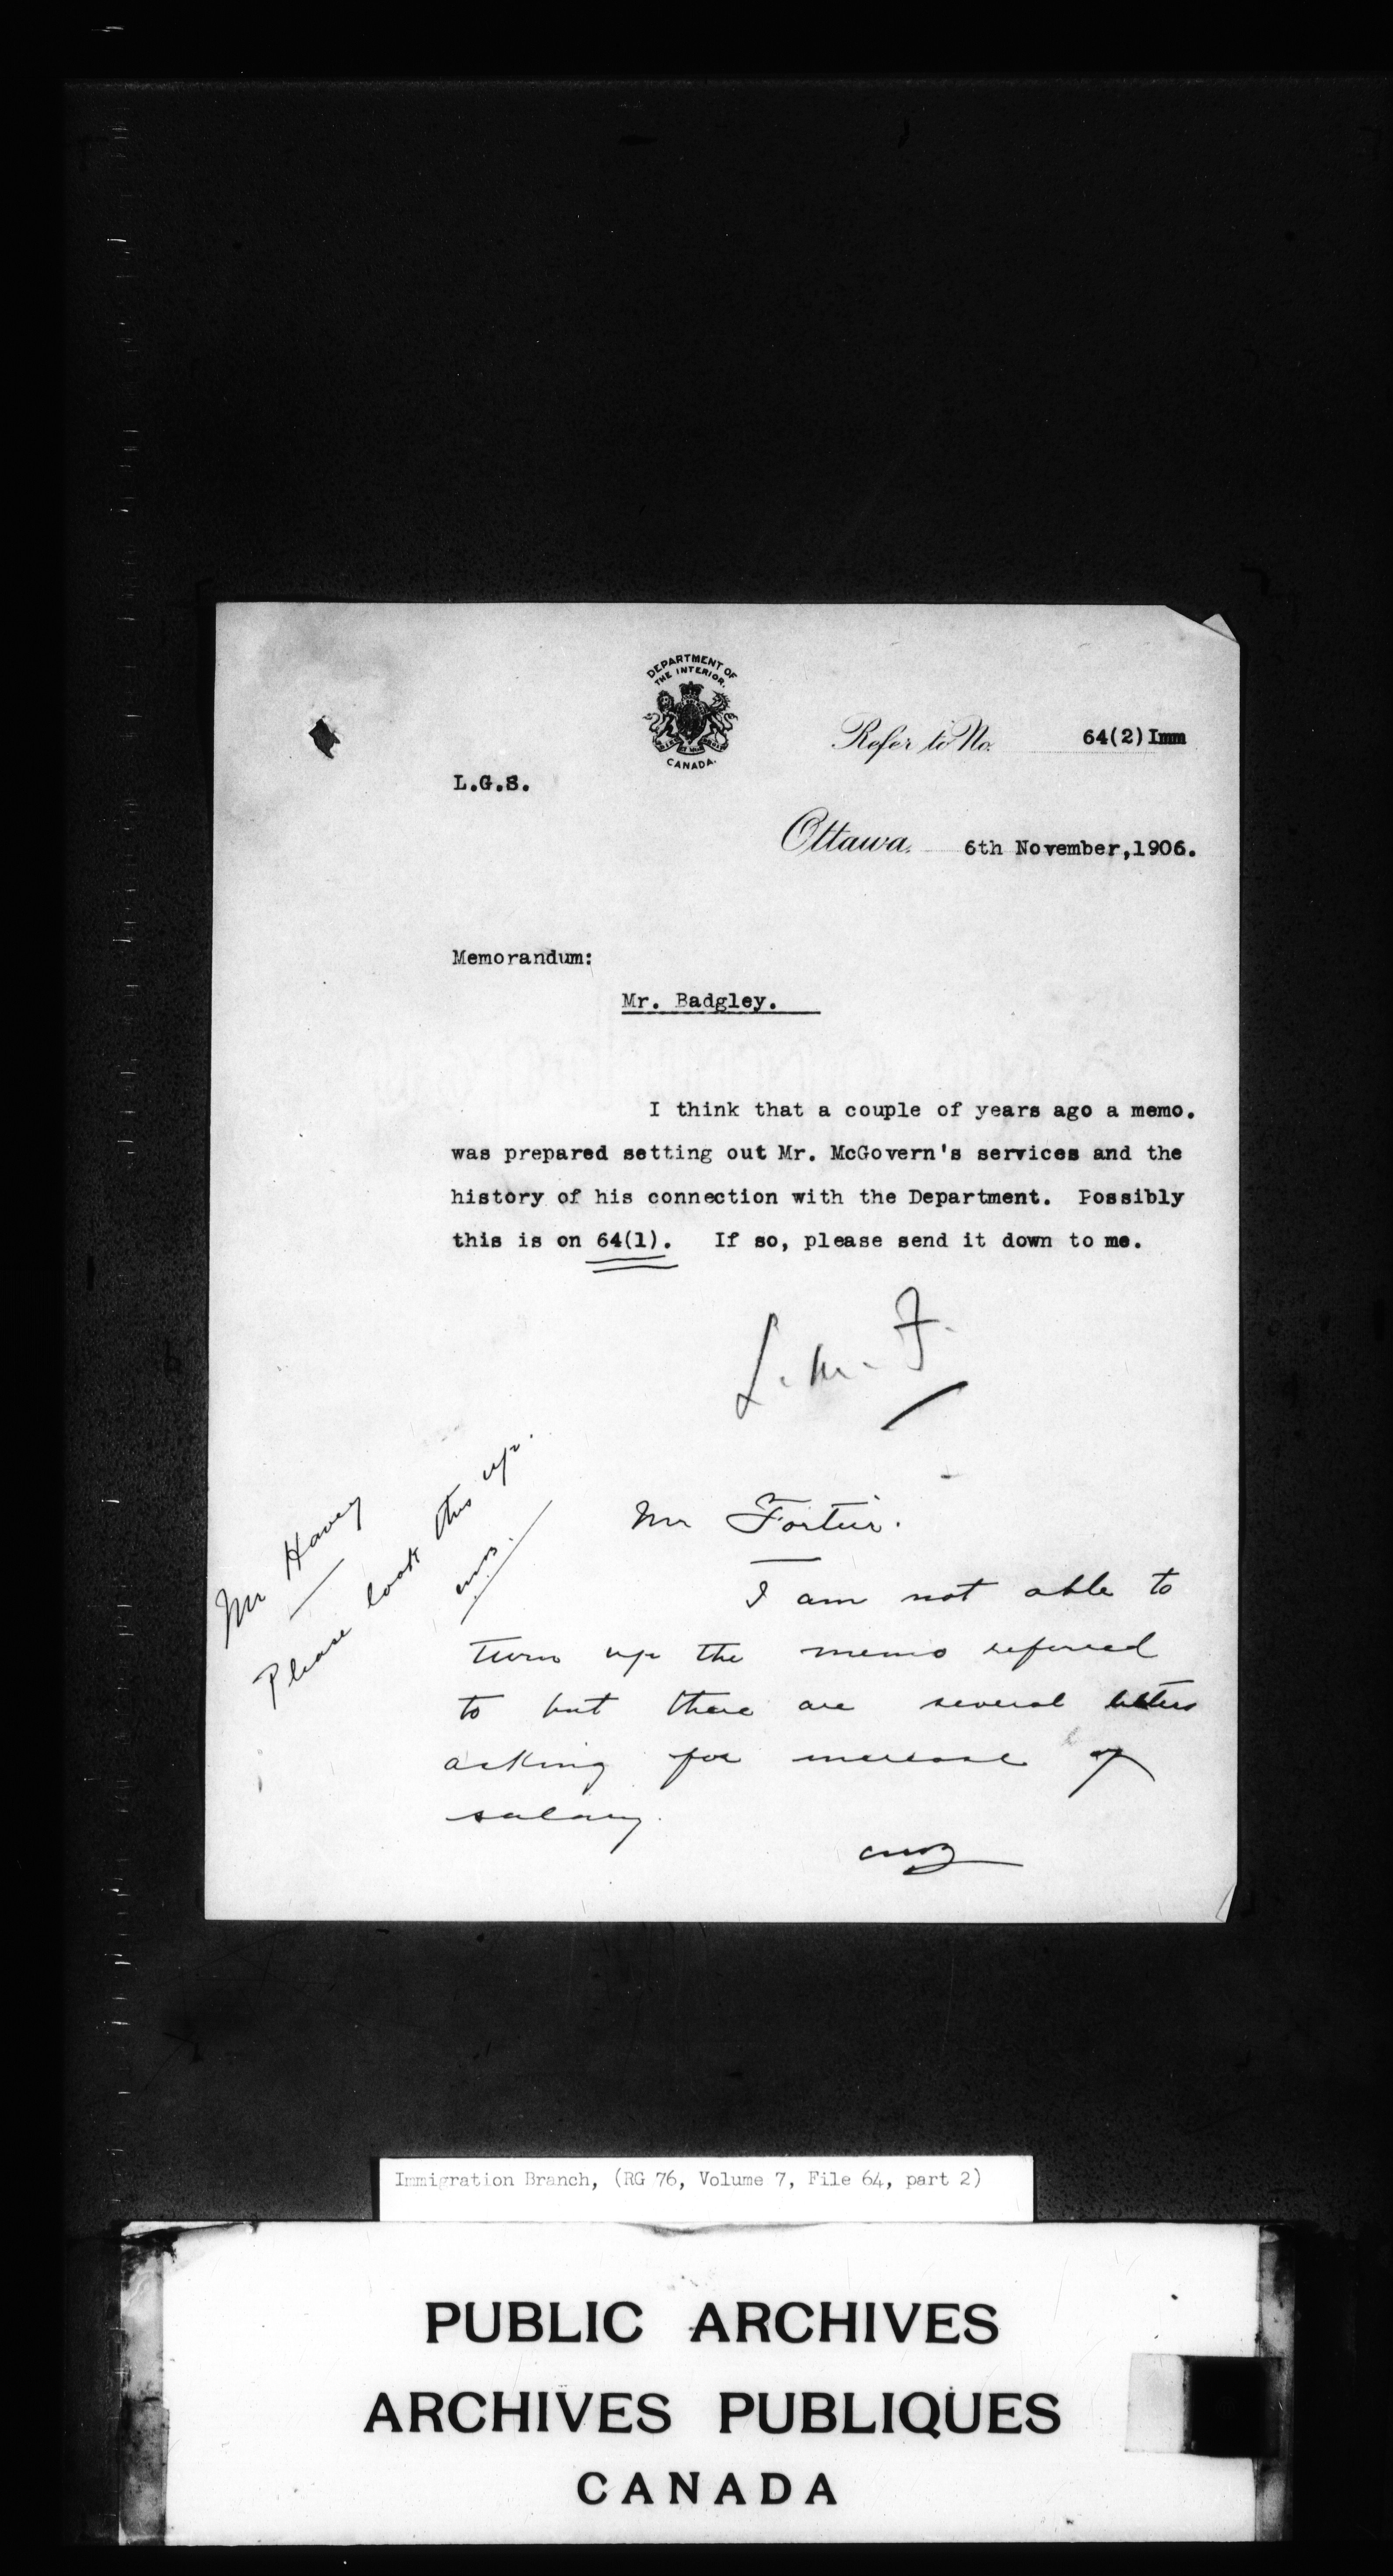 DEPARTMENT OF
THE INTERIOR.
CANADA.
Refer to No. 64(2)Imm
L.G.S.
Ottawa, 6th November,1906.
Memorandum:
Mr. Badgley.
I think that a couple of years ago a memo.
was prepared setting out Mr. McGovern's services and the
history of his connection with the Department. Possibly
this is on 64(1). If so, please send it down to me.
L. M. F.
Mr Havey
Please look this up.
Mr Fortier.
I am not able to
turn up the memo referred
to but there are several letters
asking for increase of
salary.
Immigration Branch, (RG 76, Volume 7, File 64, part 2)
PUBLIC ARCHIVES
ARCHIVES PUBLIQUES
CANADA